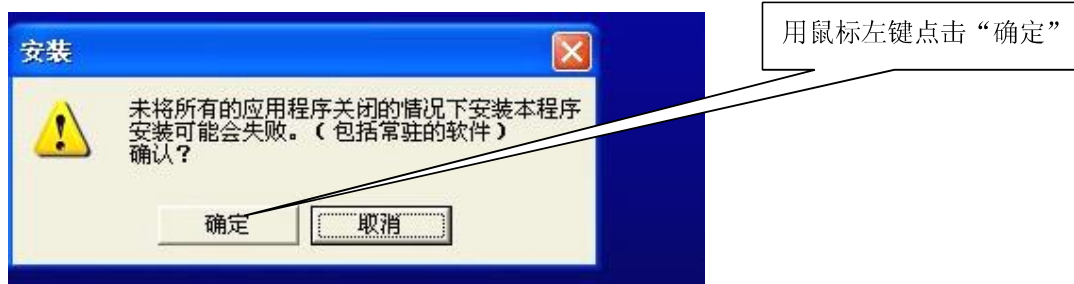 用鼠标左键点击“确定”
安装
未将所有的应用程序关闭的情况下安装本程序
安装可能会失败。（包括常驻的软件）
确认？
确定
取消